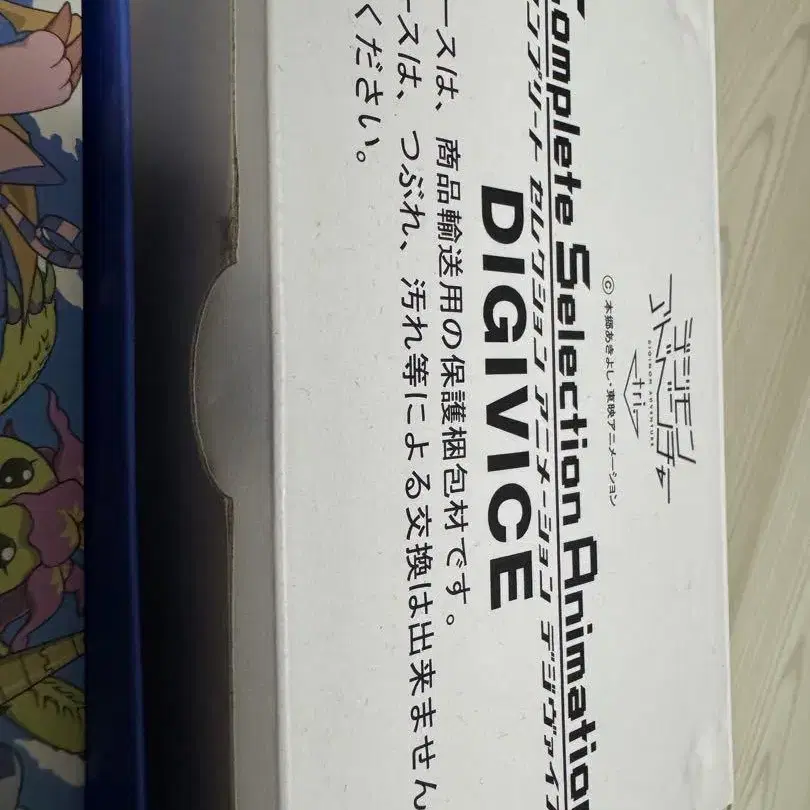 デジモン
アドベンチャー
DIGIMON ADVENTURE
tri.
© 本郷あきよし・東映アニメーション
Complete Selection Animation
ンプリート セレクション アニメーション デジヴァイ
DIGIVICE
ースは、商品輸送用の保護梱包材です。
ースは、つぶれ、汚れ等による交換は出来ません
ください。